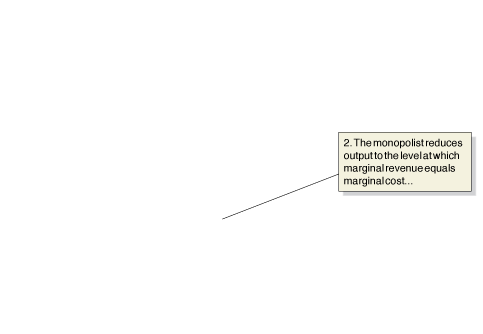 2. The monopolist reduces
output to the level at which
marginal revenue equals
marginal cost...